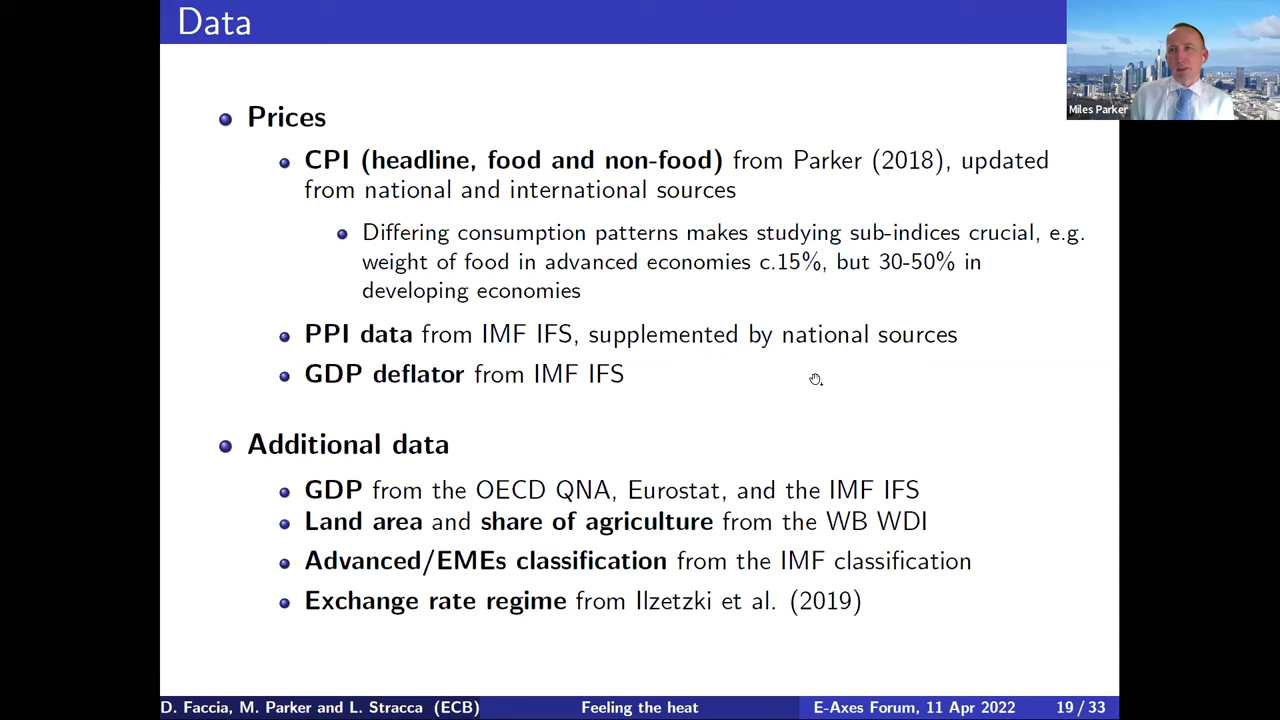 Data
Miles Parker
Prices
CPI (headline, food and non-food) from Parker (2018), updated
from national and international sources
Differing consumption patterns makes studying sub-indices crucial, e.g.
weight of food in advanced economies c.15%, but 30-50% in
developing economies
PPI data from IMF IFS, supplemented by national sources
GDP deflator from IMF IFS
Additional data
GDP from the OECD QNA, Eurostat, and the IMF IFS
Land area and share of agriculture from the WB WDI
Advanced/EMEs classification from the IMF classification
Exchange rate regime from Ilzetzki et al. (2019)
D. Faccia, M. Parker and L. Stracca (ECB) Feeling the heat E-Axes Forum, 11 Apr 2022 19 / 33